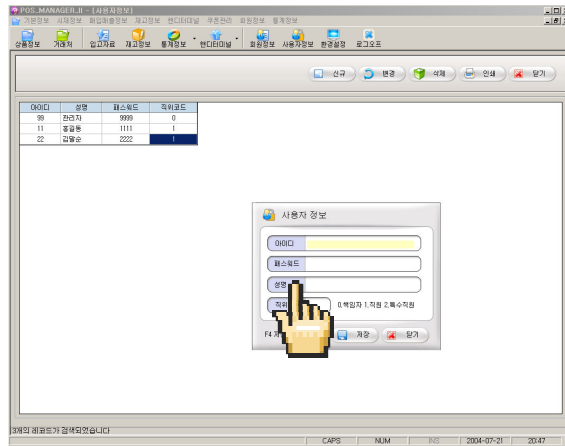 POS_MANAGER_II - [사용자정보]
기본정보 시재정보 매입매출정보 재고정보 핸디터미널 쿠폰관리 회원정보 통계정보
상품정보 거래처 입고자료 재고정보 통계정보 핸디터미널 회원정보 사용자정보 환경설정 로그오프
신규 변경 삭제 인쇄 닫기
아이디 성명 패스워드 직위코드
99 관리자 9999 0
11 홍길동 1111 1
22 김말순 2222 1
사용자 정보
아이디
패스워드
성명
직위 0.책임자 1.직원 2.특수직원
F4 저장 닫기
3개의 레코드가 검색되었습니다
CAPS NUM INS 2004-07-21 20:47